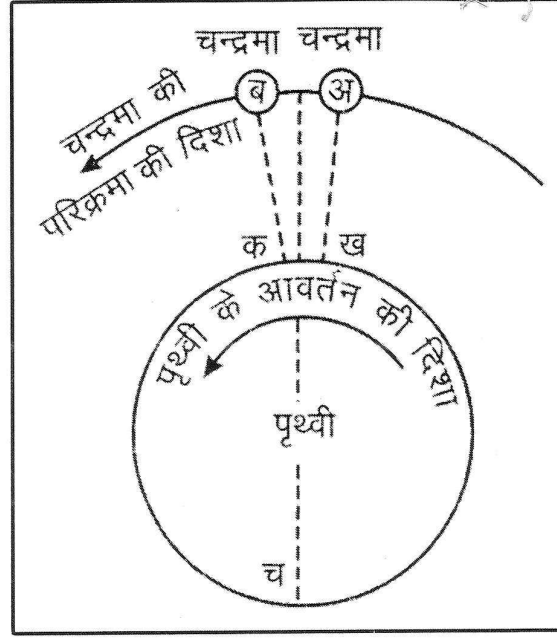 चन्द्रमा चन्द्रमा
ब अ
चन्द्रमा की
परिक्रमा की दिशा
क ख
पृथ्वी के आवर्तन की दिशा
पृथ्वी
च